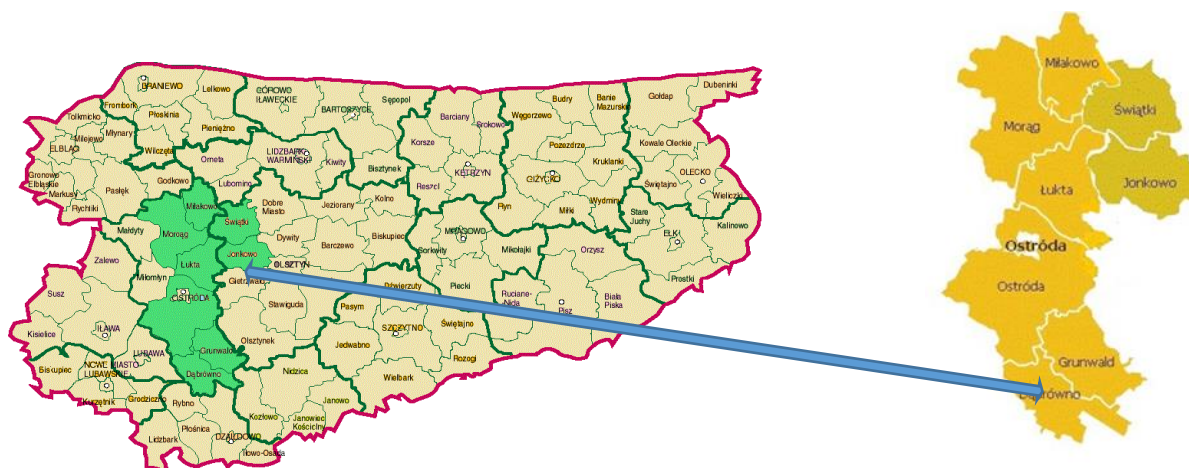 BRANIEWO
Lelkowo
Frombork
Płoskinia
Tolkmicko
Młynary
Milejewo
Pieniężno
Wilczęta
ELBLĄG
Gronowo
Elbląskie
Markusy
Pasłęk
Godkowo
Rychliki
GÓROWO
IŁAWECKIE
Sępopol
BARTOSZYCE
Orneta
LIDZBARK
WARMIŃSKI
Kiwity
Bisztynek
Lubomino
Barciany
Srokowo
Korsze
KĘTRZYN
Reszel
Węgorzewo
Budry
Banie
Mazurskie
Pozezdrze
Kruklanki
GIŻYCKO
Wydminy
Miłki
Ryn
Gołdap
Dubeninki
Kowale Oleckie
OLECKO
Świętajno
Wieliczki
Stare
Juchy
Kalinowo
EŁK
Prostki
Miłakowo
Małdyty
Morąg
Zalewo
Łukta
Miłomłyn
OSTRÓDA
Susz
Kisielice
IŁAWA
LUBAWA
Grunwald
Dąbrówno
Biskupiec
NOWE MIASTO
LUBAWSKIE
Kurzętnik
Grodziczno
Rybno
Płośnica
Lidzbark
DZIAŁDOWO
Iłowo-Osada
Świątki
Dobre
Miasto
Jeziorany
Kolno
Dywity
Barczewo
Biskupiec
Jonkowo
OLSZTYN
Gietrzwałd
Stawiguda
Olsztynek
Nidzica
Kozłowo
Janowiec
Kościelny
Janowo
MRĄGOWO
Sorkwity
Mikołajki
Piecki
Dźwierzuty
Pasym
SZCZYTNO
Świętajno
Jedwabno
Rozogi
Wielbark
Orzysz
Ruciane-
Nida
Pisz
Biała
Piska
Miłakowo
Świątki
Morąg
Łukta
Jonkowo
Ostróda
Ostróda
Grunwald
Dąbrówno